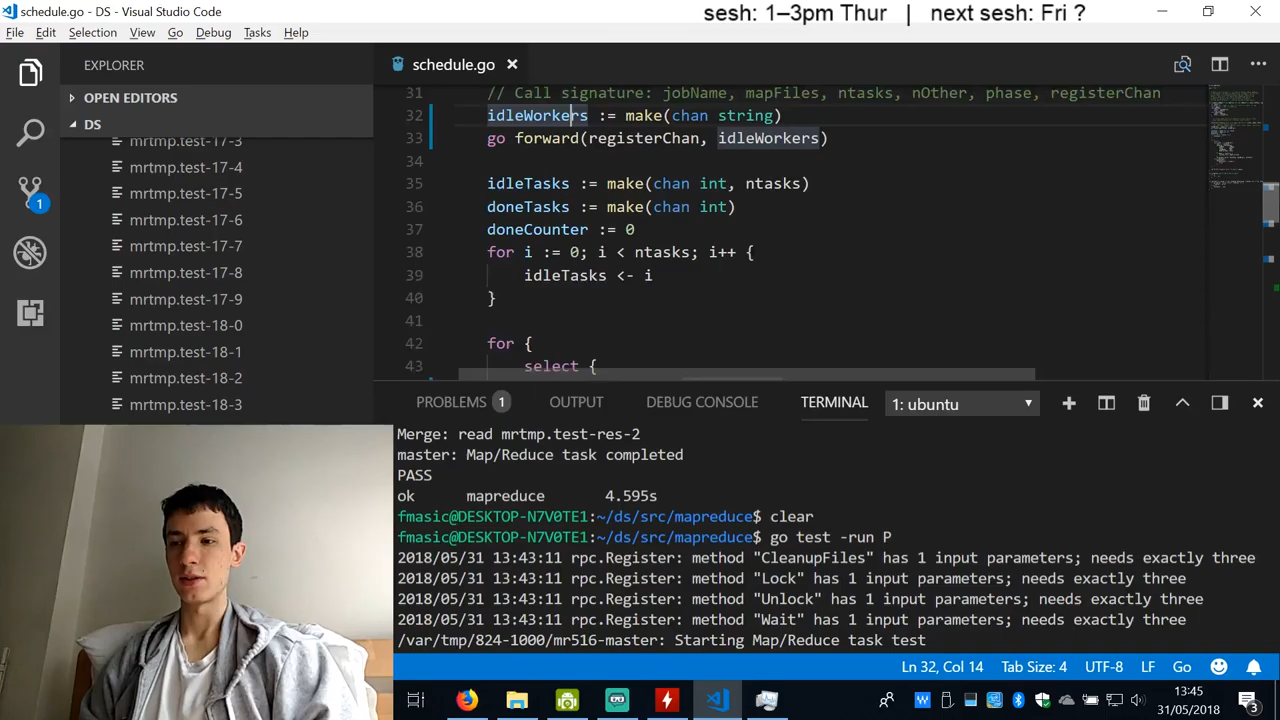 schedule.go - DS - Visual Studio Code
sesh: 1–3pm Thur | next sesh: Fri ?
File Edit Selection View Go Debug Tasks Help
EXPLORER
OPEN EDITORS
DS
mrtmp.test-17-3
mrtmp.test-17-4
mrtmp.test-17-5
mrtmp.test-17-6
mrtmp.test-17-7
mrtmp.test-17-8
mrtmp.test-17-9
mrtmp.test-18-0
mrtmp.test-18-1
mrtmp.test-18-2
mrtmp.test-18-3
1
schedule.go
31 // Call signature: jobName, mapFiles, ntasks, nOther, phase, registerChan
32 idleWorkers := make(chan string)
33 go forward(registerChan, idleWorkers)
34
35 idleTasks := make(chan int, ntasks)
36 doneTasks := make(chan int)
37 doneCounter := 0
38 for i := 0; i < ntasks; i++ {
39 idleTasks <- i
40 }
41
42 for {
43 select {
PROBLEMS 1 OUTPUT DEBUG CONSOLE TERMINAL 1: ubuntu
Merge: read mrtmp.test-res-2
master: Map/Reduce task completed
PASS
ok mapreduce 4.595s
fmasic@DESKTOP-N7V0TE1:~/ds/src/mapreduce$ clear
fmasic@DESKTOP-N7V0TE1:~/ds/src/mapreduce$ go test -run P
2018/05/31 13:43:11 rpc.Register: method "CleanupFiles" has 1 input parameters; needs exactly three
2018/05/31 13:43:11 rpc.Register: method "Lock" has 1 input parameters; needs exactly three
2018/05/31 13:43:11 rpc.Register: method "Unlock" has 1 input parameters; needs exactly three
2018/05/31 13:43:11 rpc.Register: method "Wait" has 1 input parameters; needs exactly three
/var/tmp/824-1000/mr516-master: Starting Map/Reduce task test
Ln 32, Col 14 Tab Size: 4 UTF-8 LF Go
13:45
31/05/2018
3